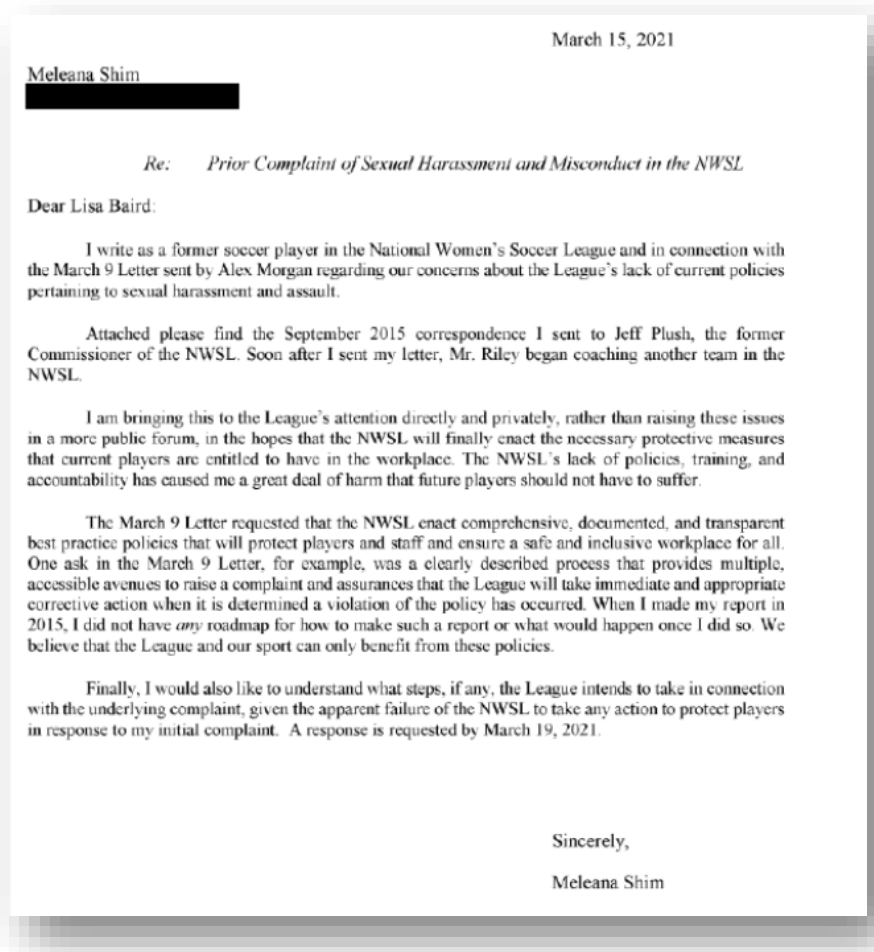 March 15, 2021
Meleana Shim
Re: Prior Complaint of Sexual Harassment and Misconduct in the NWSL
Dear Lisa Baird:
I write as a former soccer player in the National Women's Soccer League and in connection with
the March 9 Letter sent by Alex Morgan regarding our concerns about the League's lack of current policies
pertaining to sexual harassment and assault.
Attached please find the September 2015 correspondence I sent to Jeff Plush, the former
Commissioner of the NWSL. Soon after I sent my letter, Mr. Riley began coaching another team in the
NWSL.
I am bringing this to the League's attention directly and privately, rather than raising these issues
in a more public forum, in the hopes that the NWSL will finally enact the necessary protective measures
that current players are entitled to have in the workplace. The NWSL's lack of policies, training, and
accountability has caused me a great deal of harm that future players should not have to suffer.
The March 9 Letter requested that the NWSL enact comprehensive, documented, and transparent
best practice policies that will protect players and staff and ensure a safe and inclusive workplace for all.
One ask in the March 9 Letter, for example, was a clearly described process that provides multiple,
accessible avenues to raise a complaint and assurances that the League will take immediate and appropriate
corrective action when it is determined a violation of the policy has occurred. When I made my report in
2015, I did not have any roadmap for how to make such a report or what would happen once I did so. We
believe that the League and our sport can only benefit from these policies.
Finally, I would also like to understand what steps, if any, the League intends to take in connection
with the underlying complaint, given the apparent failure of the NWSL to take any action to protect players
in response to my initial complaint. A response is requested by March 19, 2021.
Sincerely,
Meleana Shim